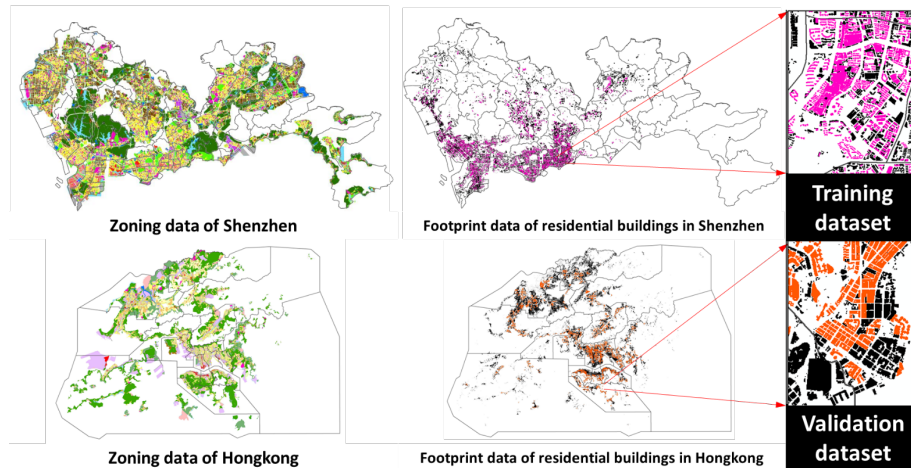 Zoning data of Shenzhen
Footprint data of residential buildings in Shenzhen
Training
dataset
Zoning data of Hongkong
Footprint data of residential buildings in Hongkong
Validation
dataset